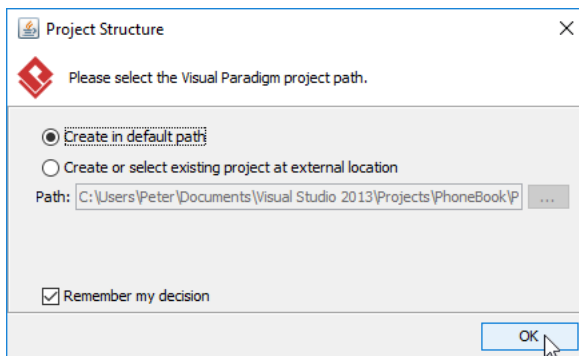 Project Structure
Please select the Visual Paradigm project path.
Create in default path
Create or select existing project at external location
Path: C:\Users\Peter\Documents\Visual Studio 2013\Projects\PhoneBook\P ...
Remember my decision
OK